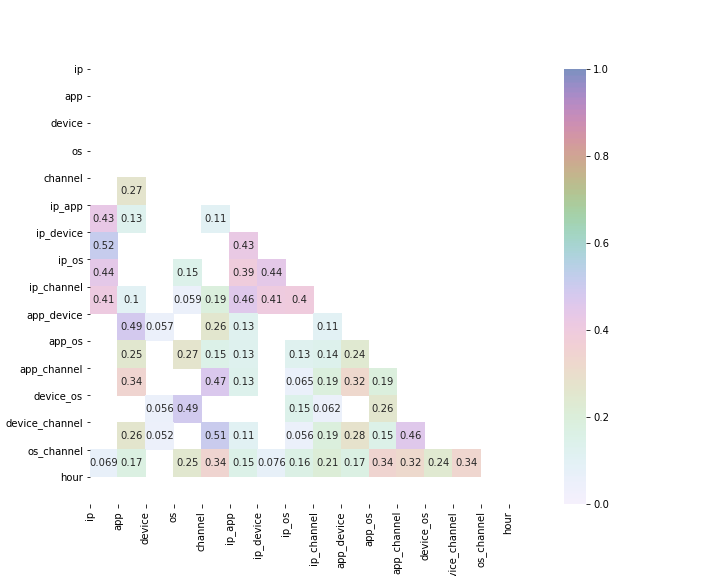 ip
1.0
app
device
os
0.8
channel
0.27
ip_app
0.43 0.13 0.11
ip_device
0.52 0.43
0.6
ip_os
0.44 0.15 0.39 0.44
ip_channel
0.41 0.1 0.059 0.19 0.46 0.41 0.4
app_device
0.49 0.057 0.26 0.13 0.11
0.4
app_os
0.25 0.27 0.15 0.13 0.13 0.14 0.24
app_channel
0.34 0.47 0.13 0.065 0.19 0.32 0.19
device_os
0.056 0.49 0.15 0.062 0.26
0.2
device_channel
0.26 0.052 0.51 0.11 0.056 0.19 0.28 0.15 0.46
os_channel
0.069 0.17 0.25 0.34 0.15 0.076 0.16 0.21 0.17 0.34 0.32 0.24 0.34
hour
0.0
ip
app
device
os
channel
ip_app
ip_device
ip_os
ip_channel
app_device
app_os
app_channel
device_os
vice_channel
os_channel
hour